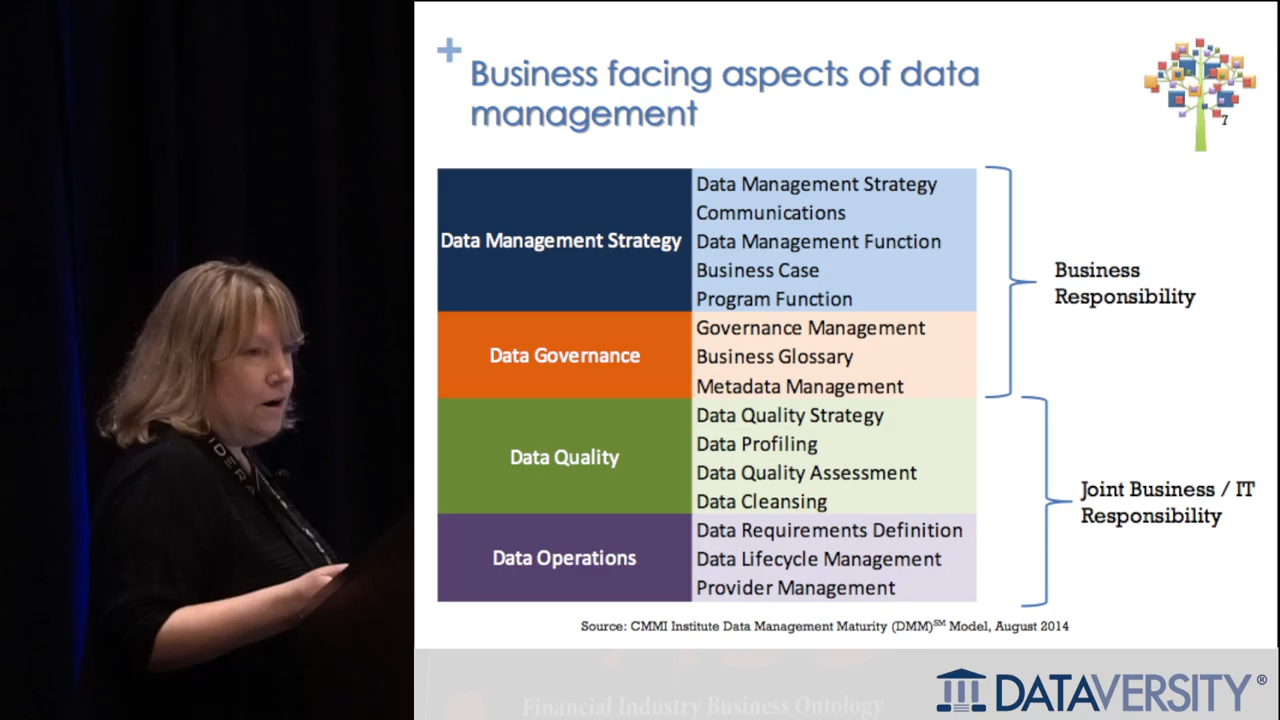 Business facing aspects of data
management
7
Data Management Strategy
Data Management Strategy
Communications
Data Management Function
Business Case
Program Function
Business
Responsibility
Data Governance
Governance Management
Business Glossary
Metadata Management
Data Quality
Data Quality Strategy
Data Profiling
Data Quality Assessment
Data Cleansing
Joint Business / IT
Responsibility
Data Operations
Data Requirements Definition
Data Lifecycle Management
Provider Management
Source: CMMI Institute Data Management Maturity (DMM)SM Model, August 2014
IDERA
Financial Industry Business Ontology
DATAVERSITY®